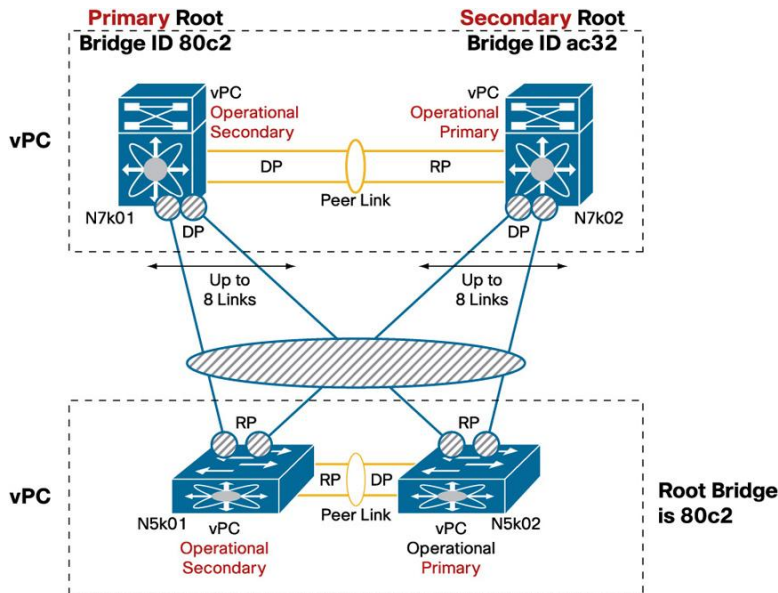 Primary Root
Bridge ID 80c2
Secondary Root
Bridge ID ac32
vPC
vPC
Operational
Secondary
vPC
Operational
Primary
DP
RP
Peer Link
N7k01
DP
DP
N7k02
Up to
8 Links
Up to
8 Links
RP
RP
vPC
RP
DP
Peer Link
N5k01
vPC
Operational
Secondary
vPC
Operational
Primary
N5k02
Root Bridge
is 80c2